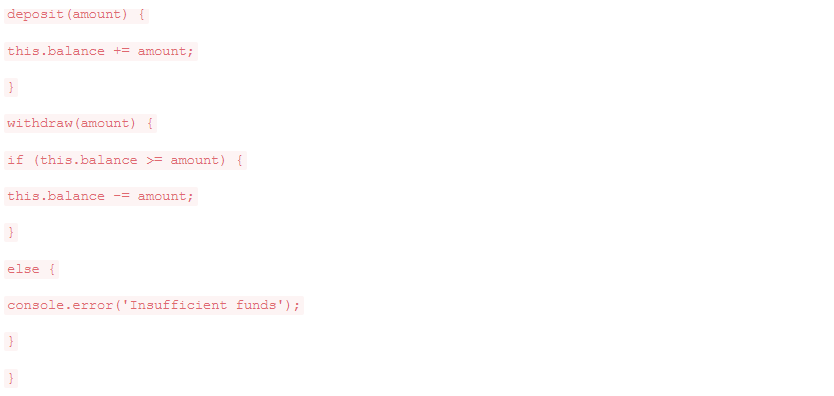 deposit(amount) {
this.balance += amount;
}
withdraw(amount) {
if (this.balance >= amount) {
this.balance -= amount;
}
else {
console.error('Insufficient funds');
}
}